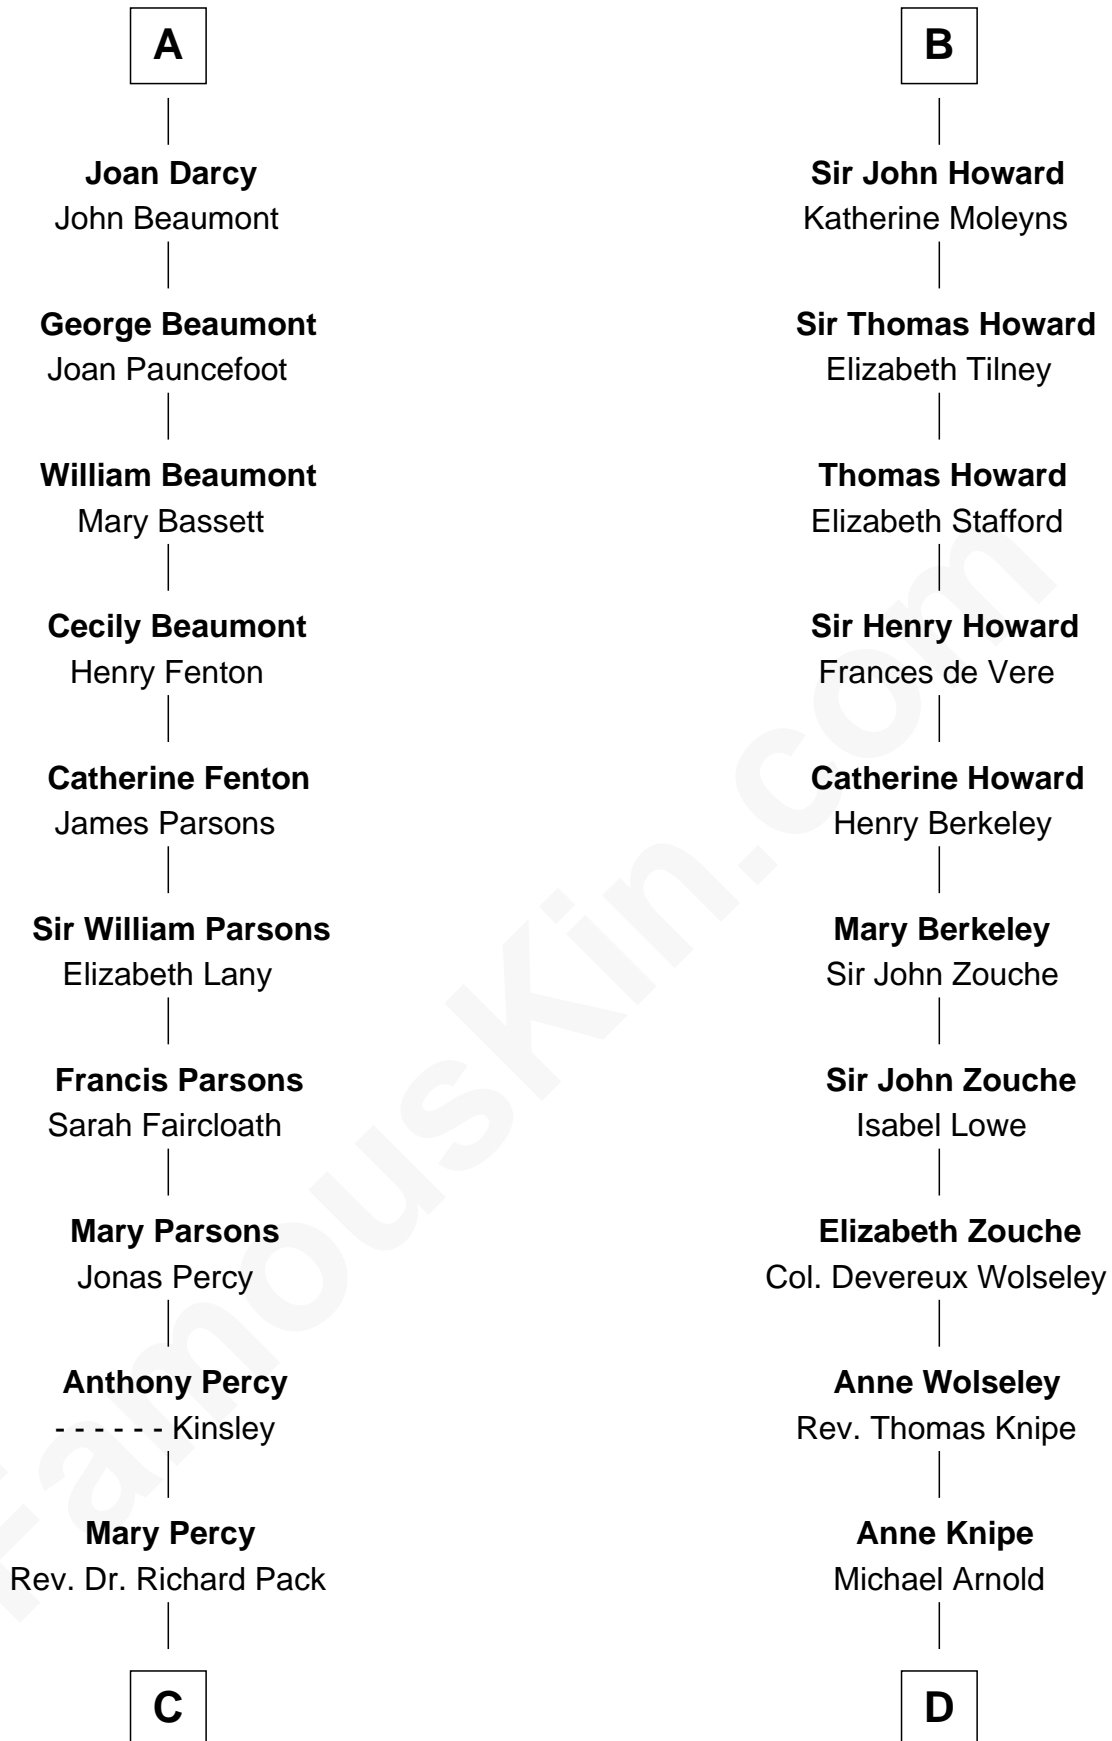 A
Joan Darcy
John Beaumont
George Beaumont
Joan Pauncefoot
William Beaumont
Mary Bassett
Cecily Beaumont
Henry Fenton
Catherine Fenton
James Parsons
Sir William Parsons
Elizabeth Lany
Francis Parsons
Sarah Faircloath
Mary Parsons
Jonas Percy
Anthony Percy
- - - - - - Kinsley
Mary Percy
Rev. Dr. Richard Pack
C
B
Sir John Howard
Katherine Moleyns
Sir Thomas Howard
Elizabeth Tilney
Thomas Howard
Elizabeth Stafford
Sir Henry Howard
Frances de Vere
Catherine Howard
Henry Berkeley
Mary Berkeley
Sir John Zouche
Sir John Zouche
Isabel Lowe
Elizabeth Zouche
Col. Devereux Wolseley
Anne Wolseley
Rev. Thomas Knipe
Anne Knipe
Michael Arnold
D
FamousKin.com